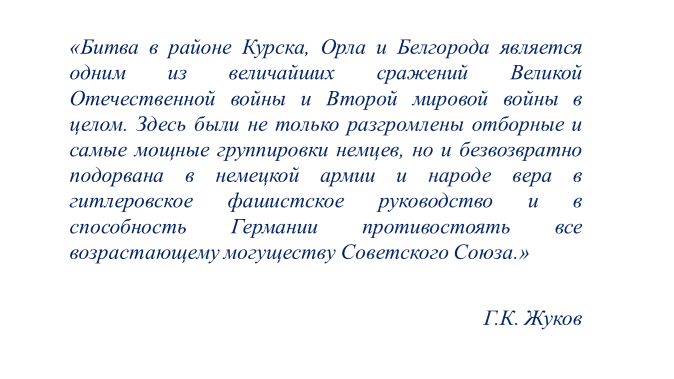 «Битва в районе Курска, Орла и Белгорода является
одним из величайших сражений Великой
Отечественной войны и Второй мировой войны в
целом. Здесь были не только разгромлены отборные и
самые мощные группировки немцев, но и безвозвратно
подорвана в немецкой армии и народе вера в
гитлеровское фашистское руководство и в
способность Германии противостоять все
возрастающему могуществу Советского Союза.»
Г.К. Жуков